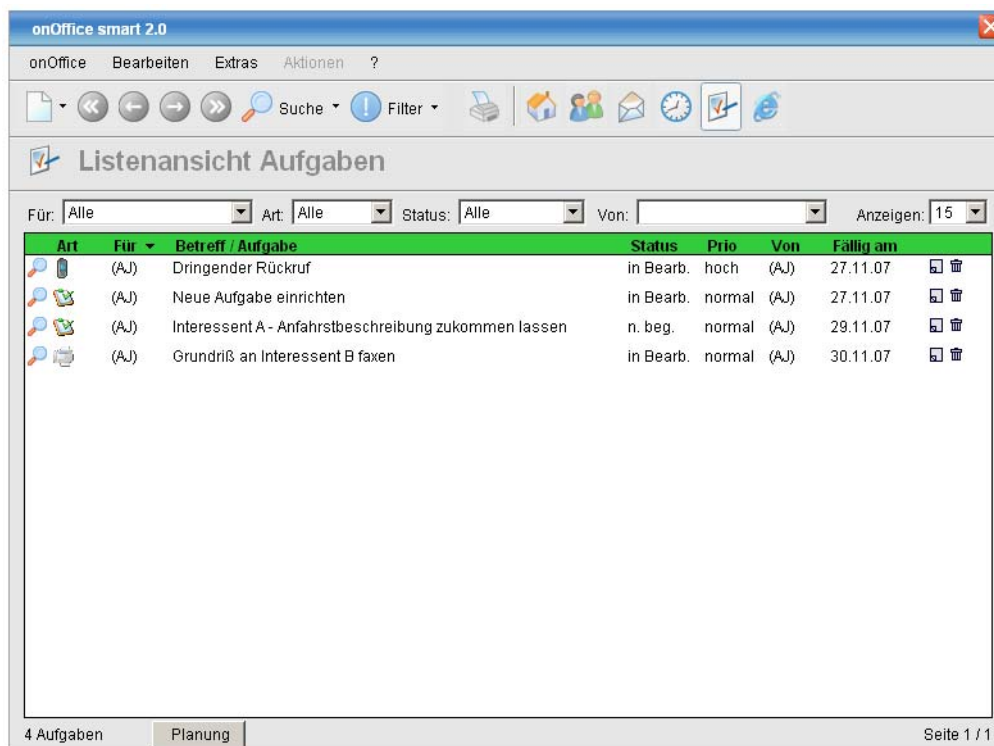 onOffice smart 2.0
onOffice Bearbeiten Extras Aktionen ?
Suche Filter
Listenansicht Aufgaben
Für: Alle Art: Alle Status: Alle Von: Anzeigen: 15
Art Für Betreff / Aufgabe Status Prio Von Fällig am
(AJ) Dringender Rückruf in Bearb. hoch (AJ) 27.11.07
(AJ) Neue Aufgabe einrichten in Bearb. normal (AJ) 27.11.07
(AJ) Interessent A - Anfahrstbeschreibung zukommen lassen n. beg. normal (AJ) 29.11.07
(AJ) Grundriß an Interessent B faxen in Bearb. normal (AJ) 30.11.07
4 Aufgaben Planung Seite 1 / 1